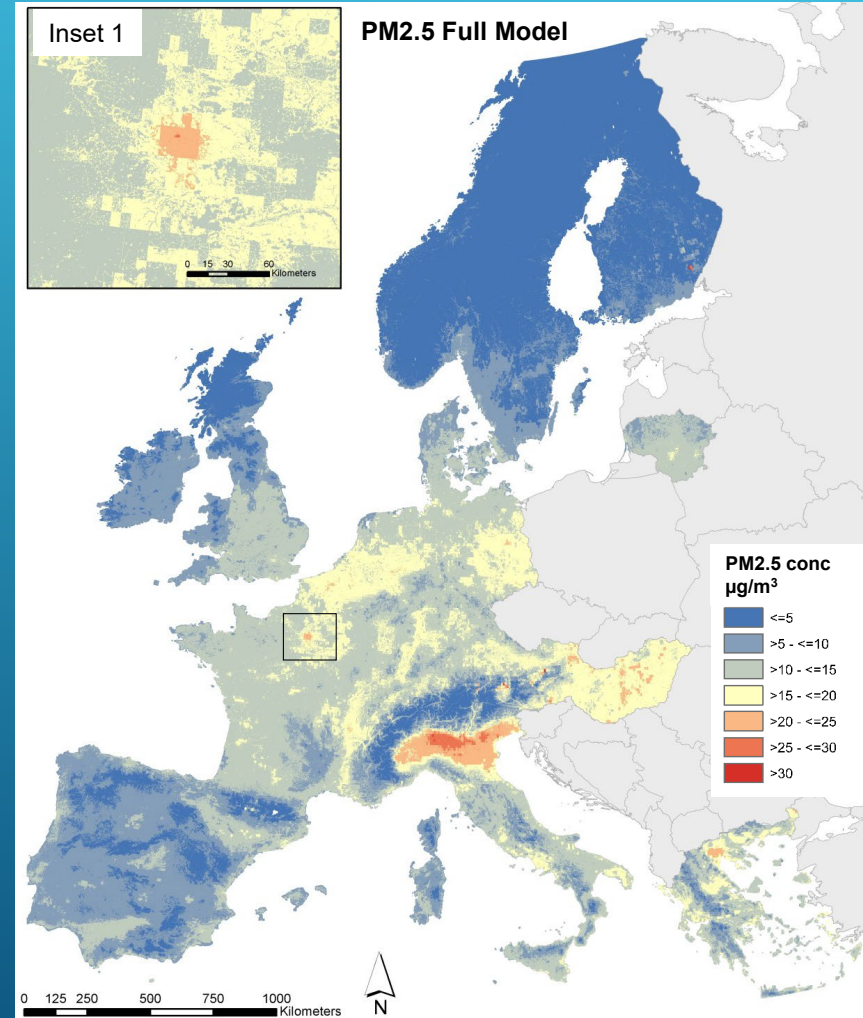 Inset 1
PM2.5 Full Model
0 15 30 60
Kilometers
PM2.5 conc
µg/m³
<=5
>5 - <=10
>10 - <=15
>15 - <=20
>20 - <=25
>25 - <=30
>30
0 125 250 500 750 1000
Kilometers
N